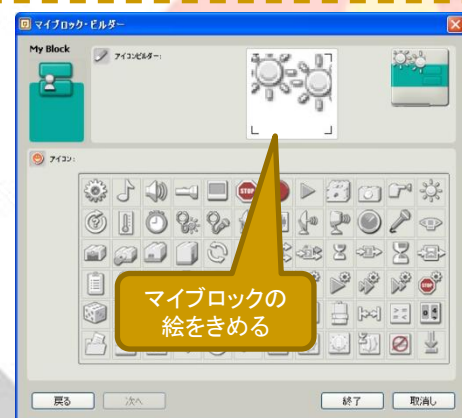 マイブロック・ビルダー
My Block
アイコンビルダー:
アイコン:
STOP
マイブロックの
絵をきめる
戻る
次へ
終了
取消し